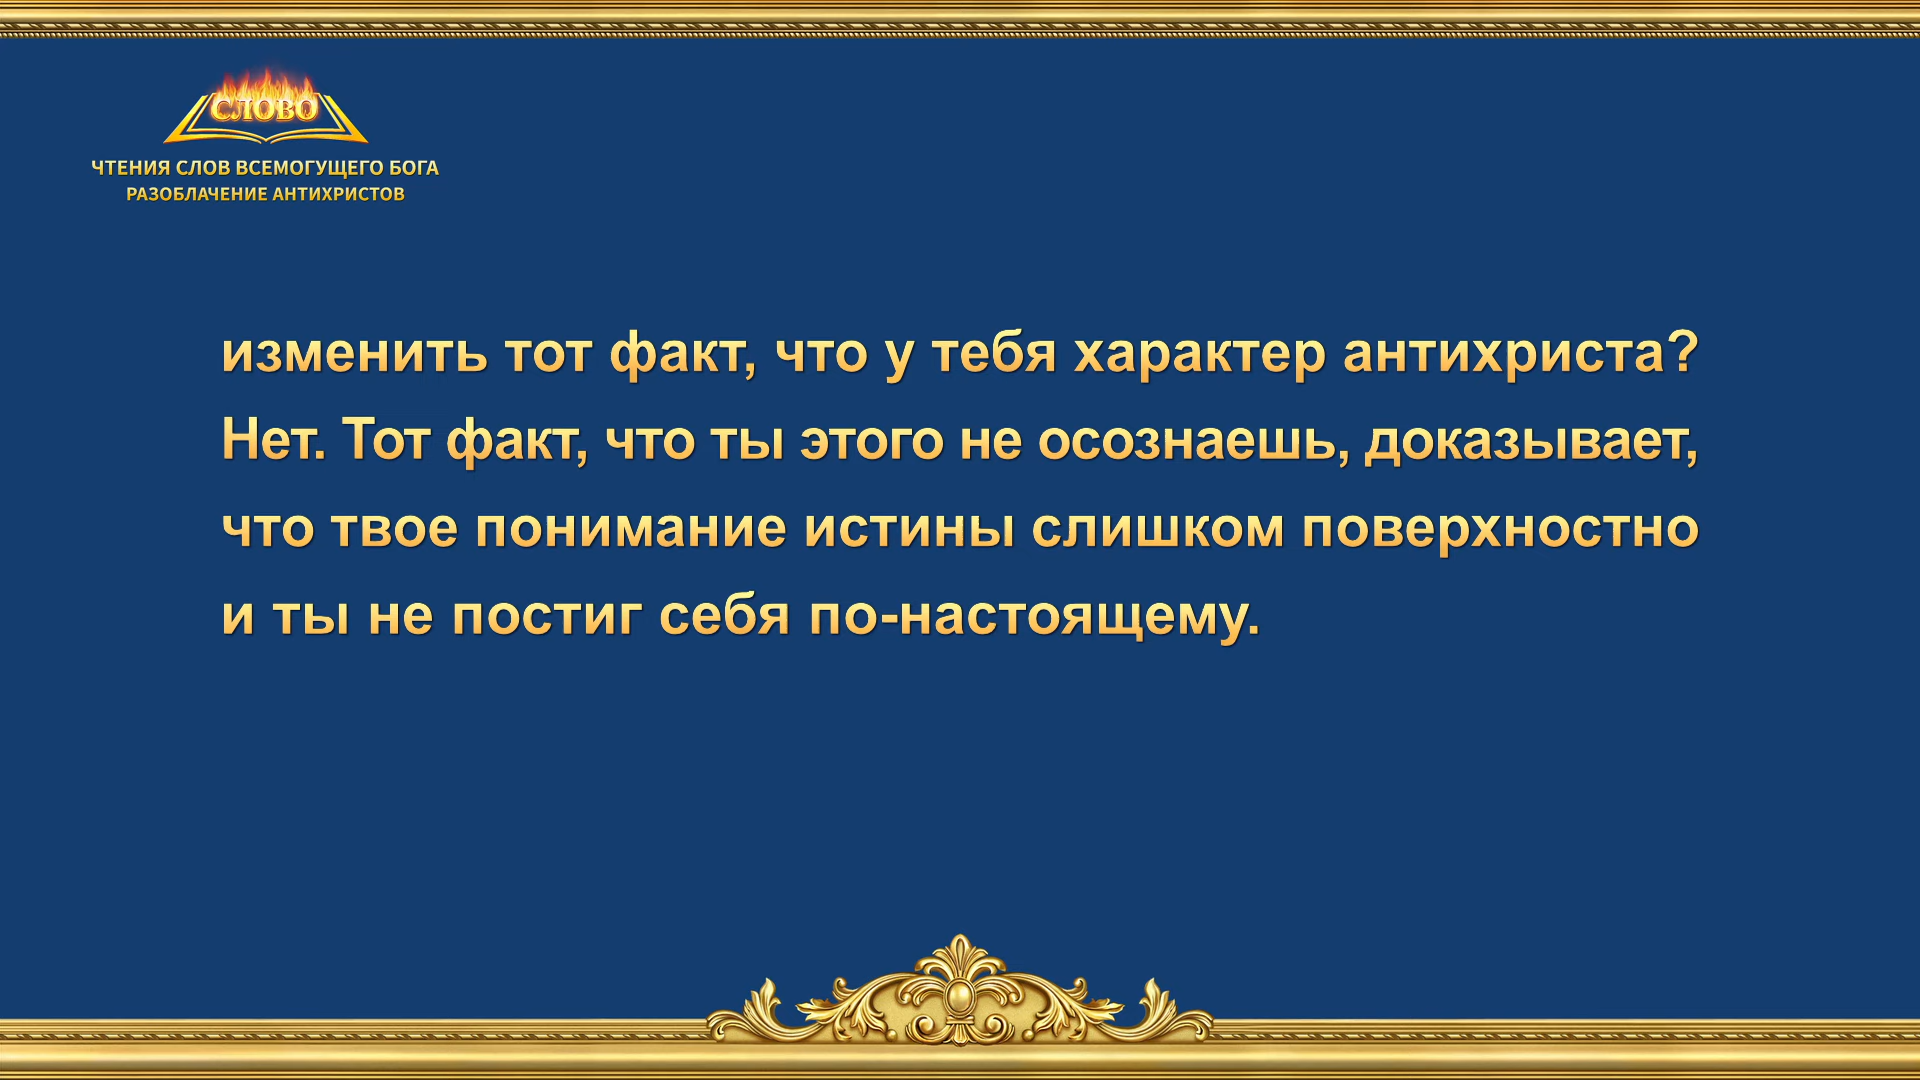 СЛОВО
ЧТЕНИЯ СЛОВ ВСЕМОГУЩЕГО БОГА
РАЗОБЛАЧЕНИЕ АНТИХРИСТОВ
изменить тот факт, что у тебя характер антихриста?
Нет. Тот факт, что ты этого не осознаешь, доказывает,
что твое понимание истины слишком поверхностно
и ты не постиг себя по-настоящему.